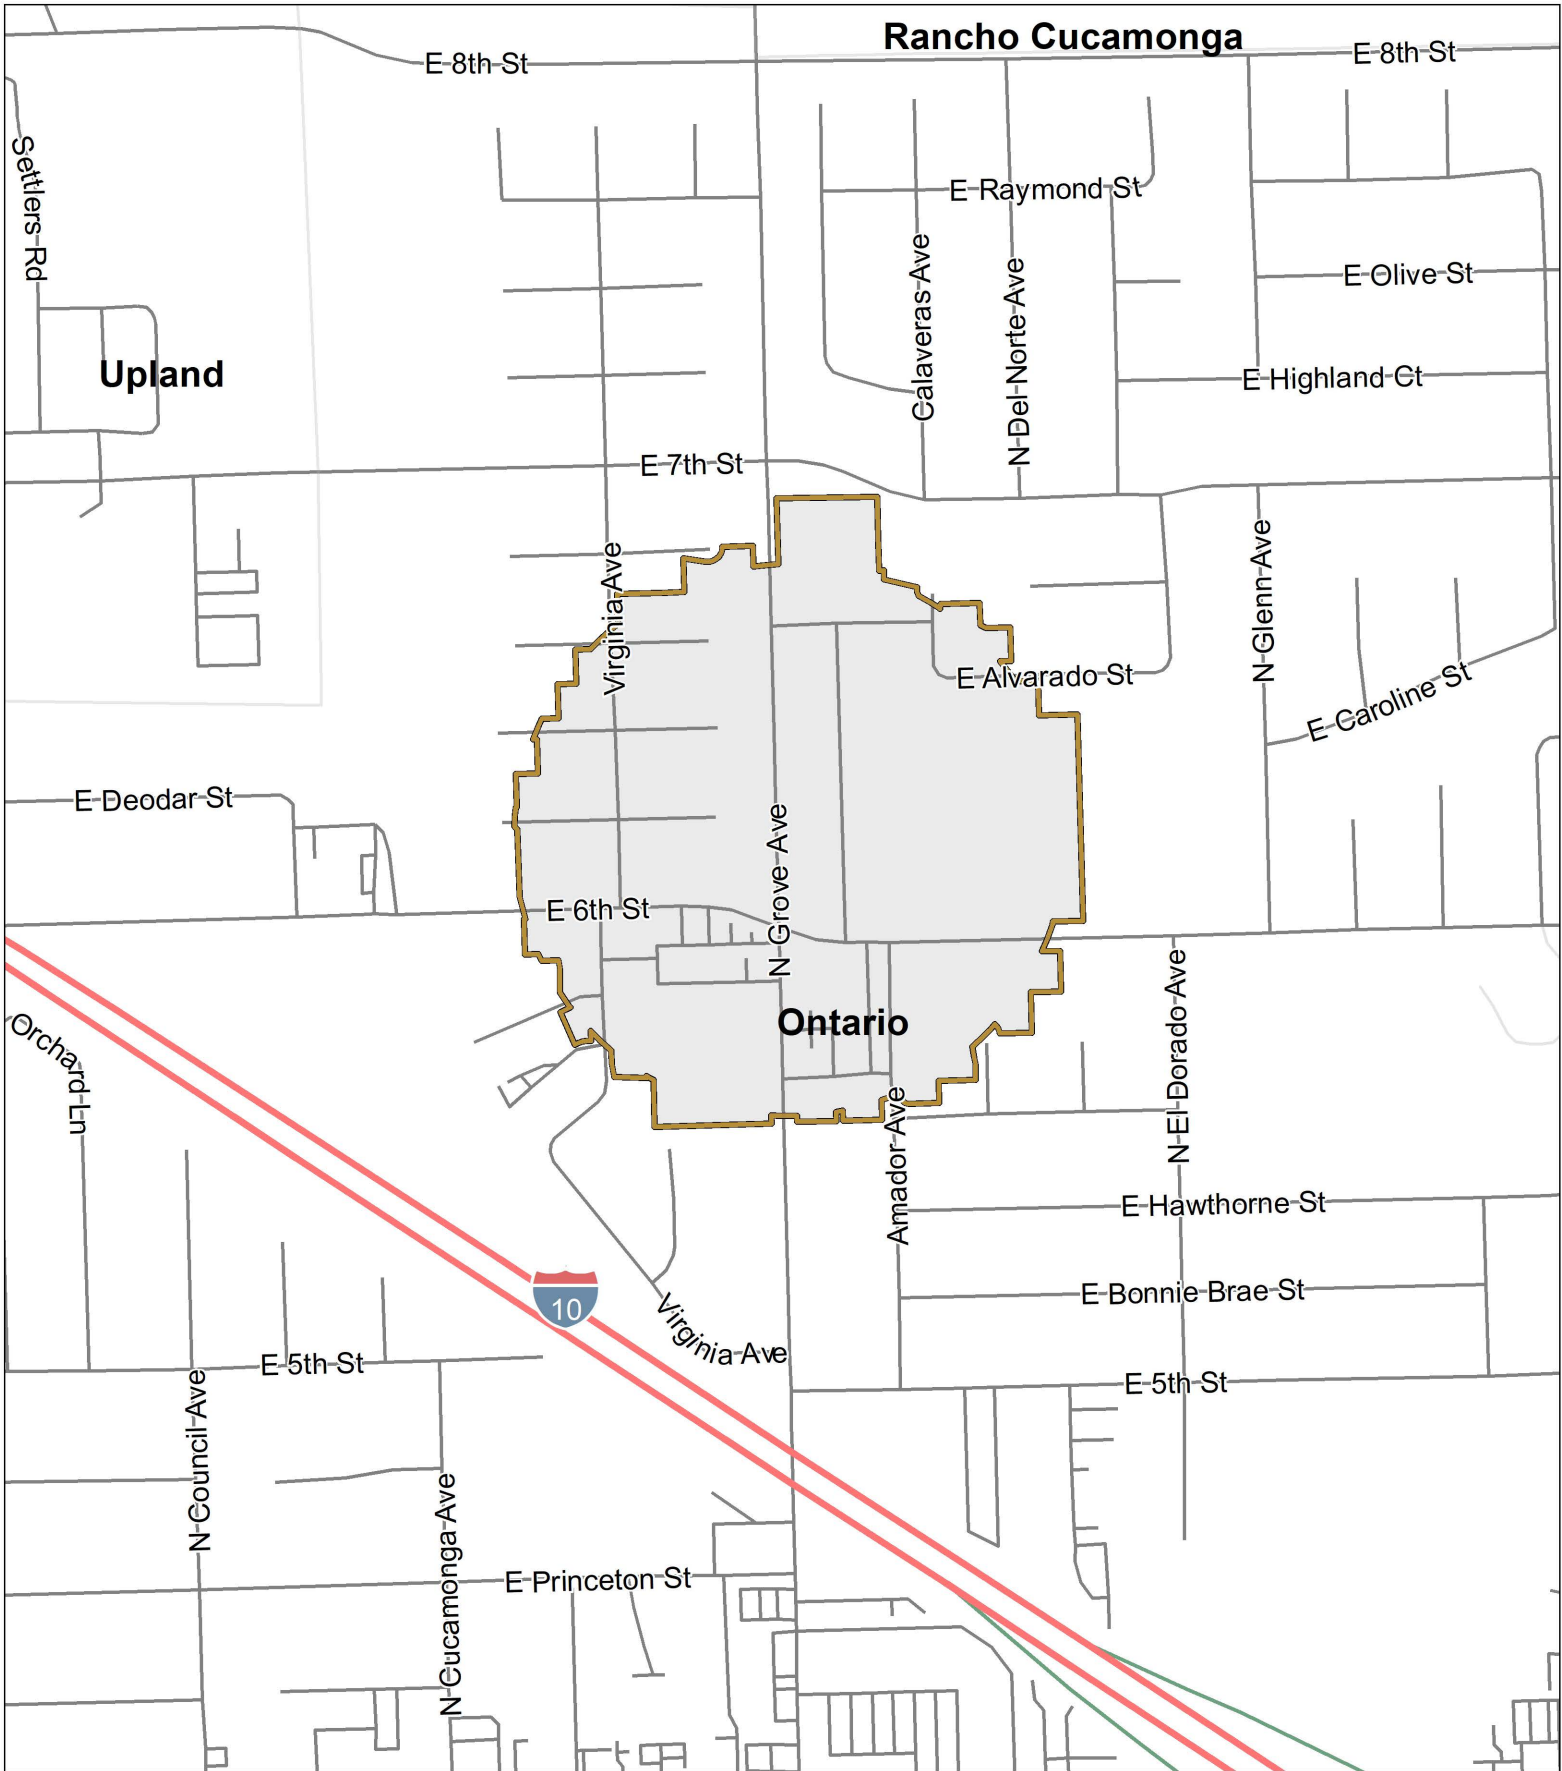 Rancho Cucamonga
E 8th St
E 8th St
Settlers Rd
E Raymond St
Calaveras Ave
N Del Norte Ave
E Olive St
Upland
E Highland Ct
E 7th St
Virginia Ave
N Glenn Ave
E Alvarado St
E Caroline St
E Deodar St
N Grove Ave
E 6th St
Ontario
N El Dorado Ave
Orchard Ln
Amador Ave
E Hawthorne St
10
E Bonnie Brae St
Virginia Ave
E 5th St
E 5th St
N Council Ave
N Cucamonga Ave
E Princeton St